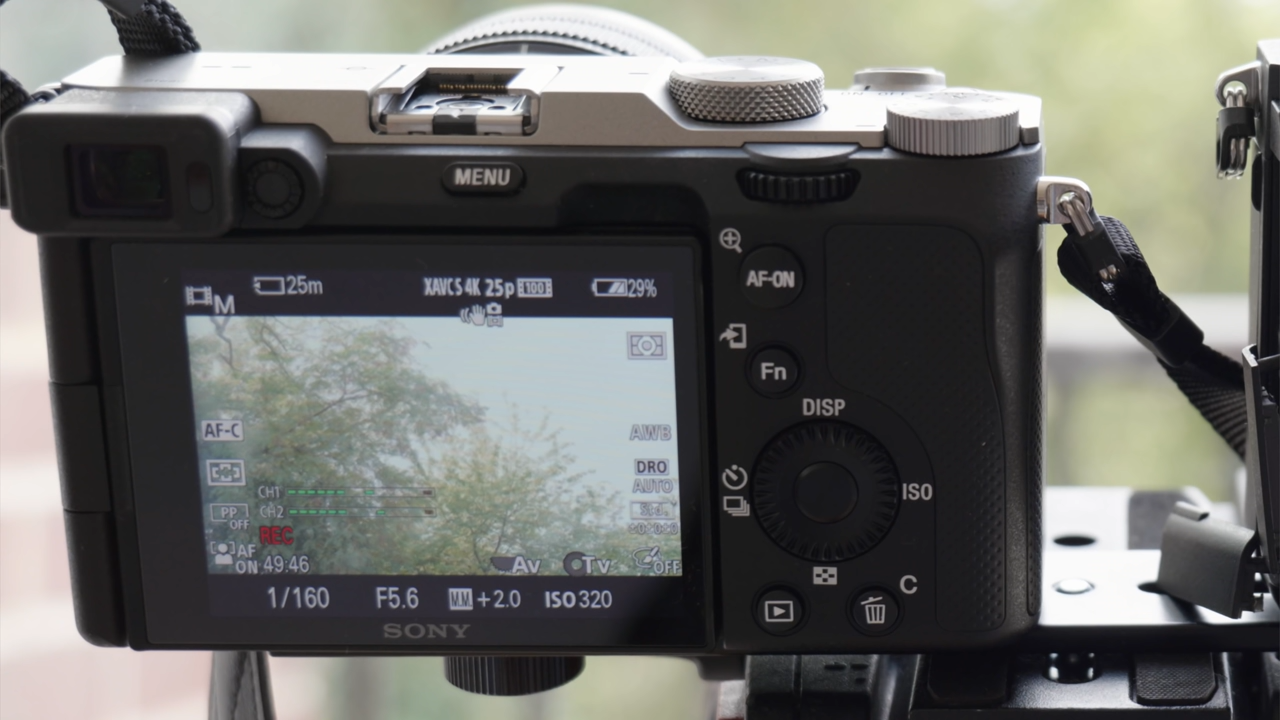 MENU
AF-ON
Fn
DISP
ISO
C
M
25m
XAVC S 4K 25p 100
29%
AF-C
AWB
DRO
AUTO
PP
OFF
CH1
CH2
REC
AF
ON
49:46
Av
Tv
OFF
1/160 F5.6 M.M. +2.0 ISO 320
SONY